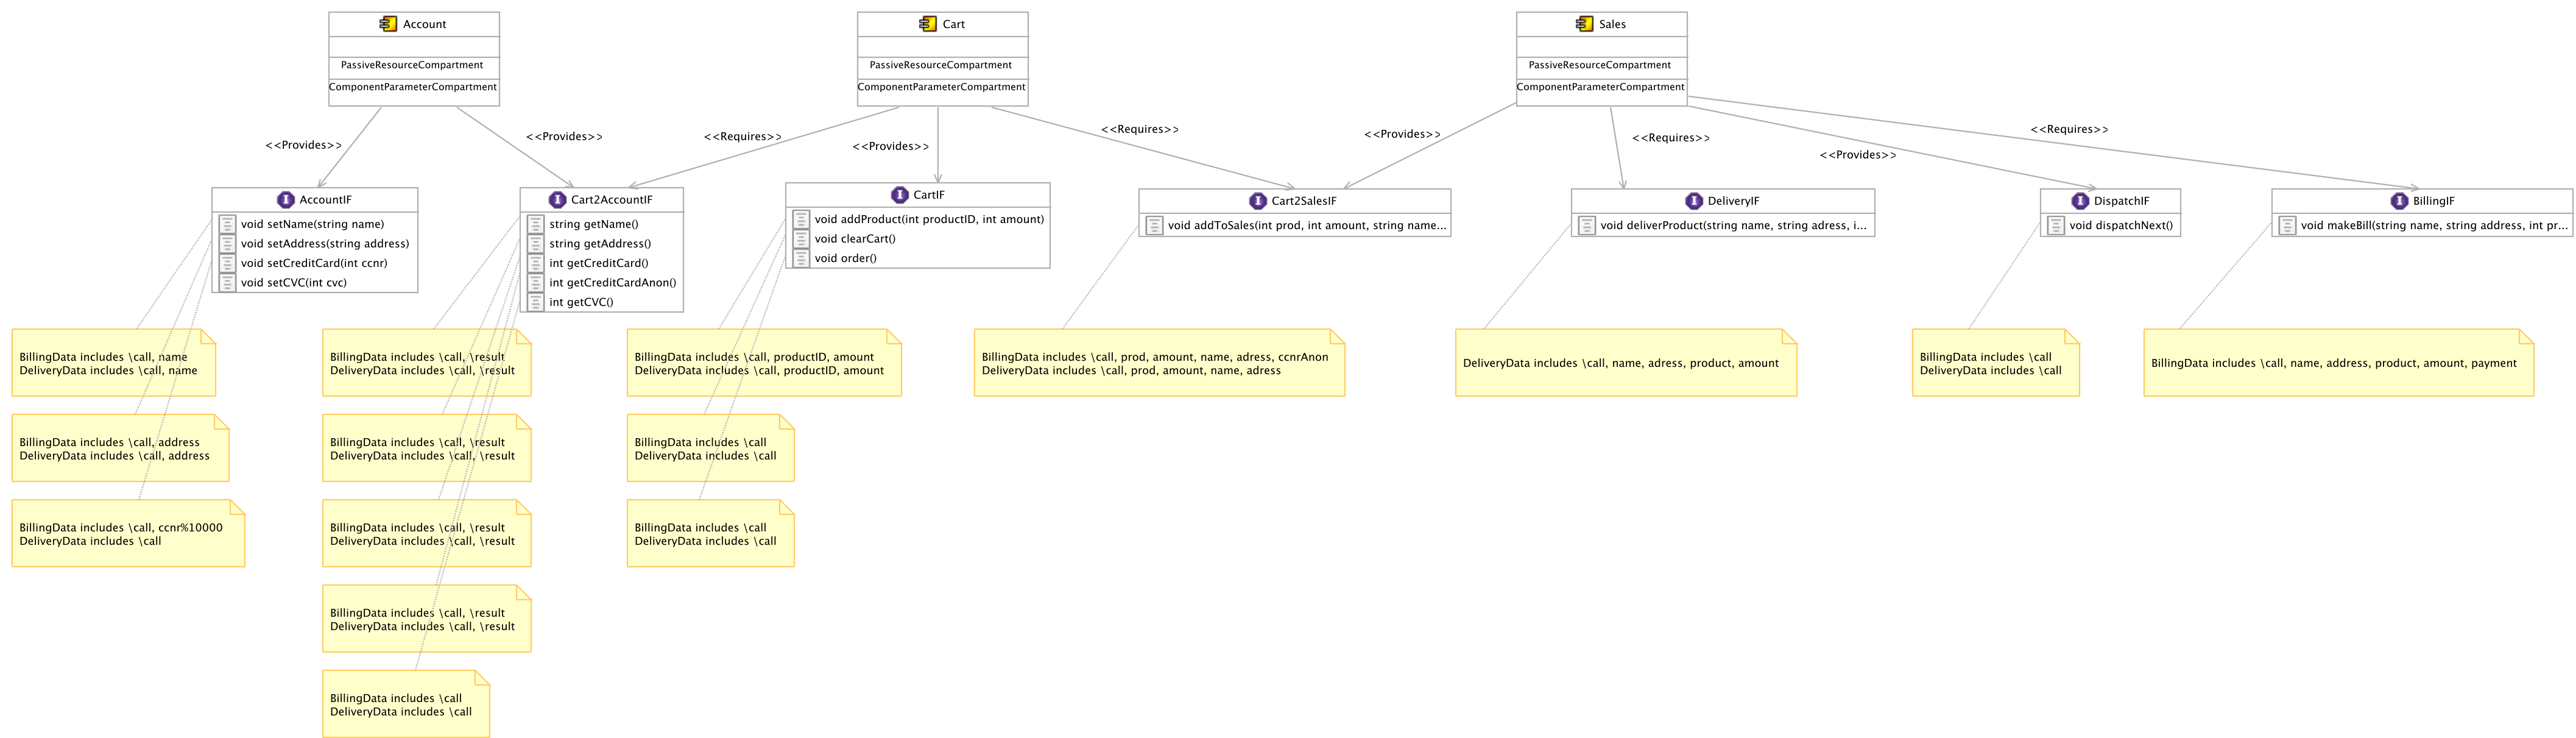 Account
PassiveResourceCompartment
ComponentParameterCompartment
Cart
PassiveResourceCompartment
ComponentParameterCompartment
Sales
PassiveResourceCompartment
ComponentParameterCompartment
<<Provides>>
<<Provides>>
<<Requires>>
<<Provides>>
<<Requires>>
<<Provides>>
<<Requires>>
<<Provides>>
<<Requires>>
AccountIF
void setName(string name)
void setAddress(string address)
void setCreditCard(int ccnr)
void setCVC(int cvc)
Cart2AccountIF
string getName()
string getAddress()
int getCreditCard()
int getCreditCardAnon()
int getCVC()
CartIF
void addProduct(int productID, int amount)
void clearCart()
void order()
Cart2SalesIF
void addToSales(int prod, int amount, string name...
DeliveryIF
void deliverProduct(string name, string adress, i...
DispatchIF
void dispatchNext()
BillingIF
void makeBill(string name, string address, int pr...
BillingData includes \call, name
DeliveryData includes \call, name
BillingData includes \call, address
DeliveryData includes \call, address
BillingData includes \call, ccnr%10000
DeliveryData includes \call
BillingData includes \call, \result
DeliveryData includes \call, \result
BillingData includes \call, \result
DeliveryData includes \call, \result
BillingData includes \call, \result
DeliveryData includes \call, \result
BillingData includes \call, \result
DeliveryData includes \call, \result
BillingData includes \call
DeliveryData includes \call
BillingData includes \call, productID, amount
DeliveryData includes \call, productID, amount
BillingData includes \call
DeliveryData includes \call
BillingData includes \call
DeliveryData includes \call
BillingData includes \call, prod, amount, name, adress, ccnrAnon
DeliveryData includes \call, prod, amount, name, adress
DeliveryData includes \call, name, adress, product, amount
BillingData includes \call
DeliveryData includes \call
BillingData includes \call, name, address, product, amount, payment